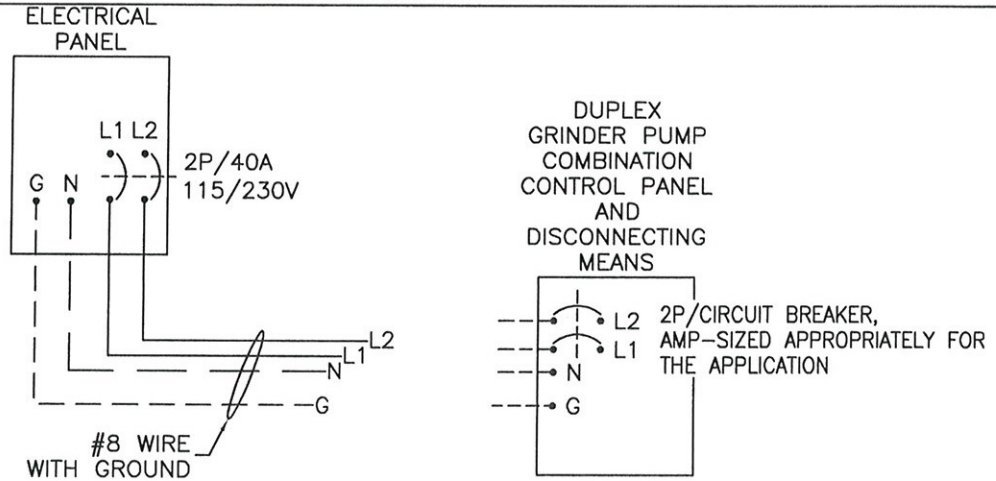 ELECTRICAL
PANEL
L1 L2
G N
2P/40A
115/230V
L2
L1
N
G
#8 WIRE
WITH GROUND
DUPLEX
GRINDER PUMP
COMBINATION
CONTROL PANEL
AND
DISCONNECTING
MEANS
L2
L1
N
G
2P/CIRCUIT BREAKER,
AMP-SIZED APPROPRIATELY FOR
THE APPLICATION